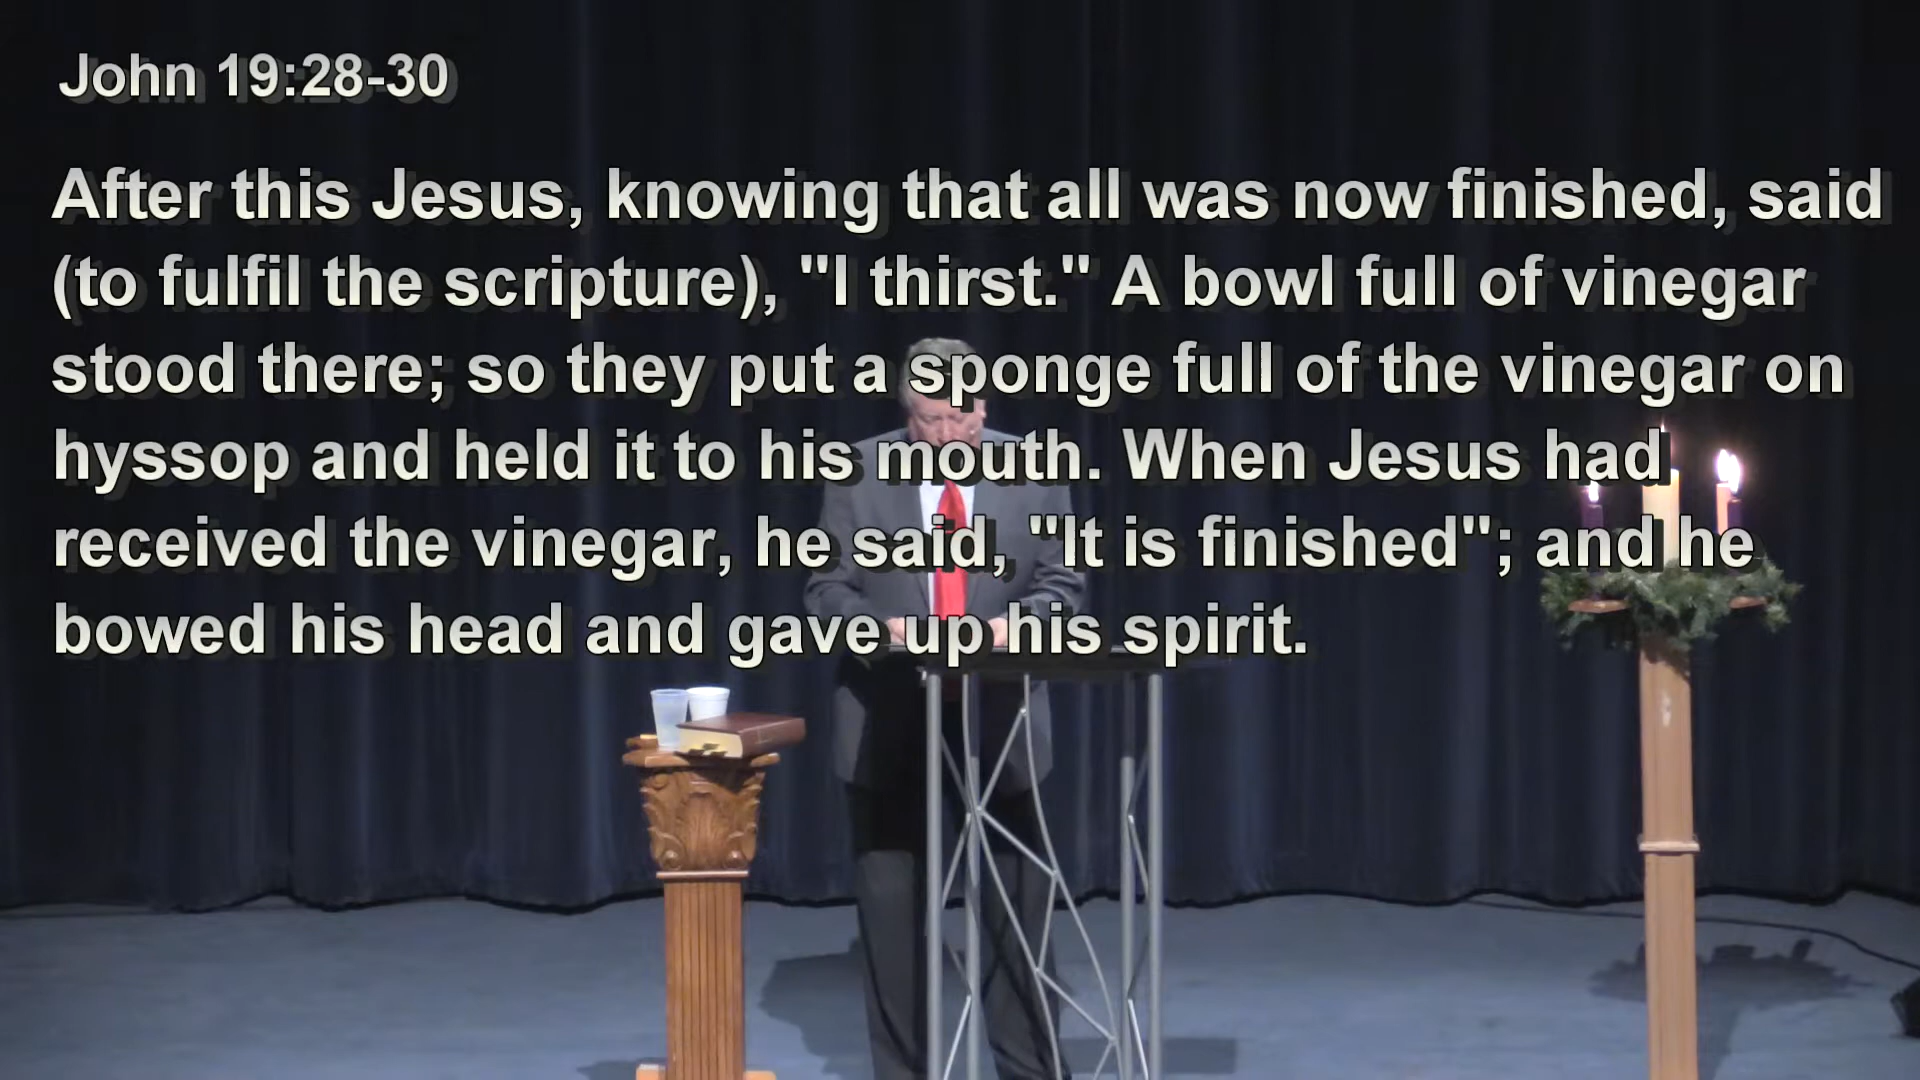 John 19:28-30
After this Jesus, knowing that all was now finished, said
(to fulfil the scripture), "I thirst." A bowl full of vinegar
stood there; so they put a sponge full of the vinegar on
hyssop and held it to his mouth. When Jesus had
received the vinegar, he said, "It is finished"; and he
bowed his head and gave up his spirit.